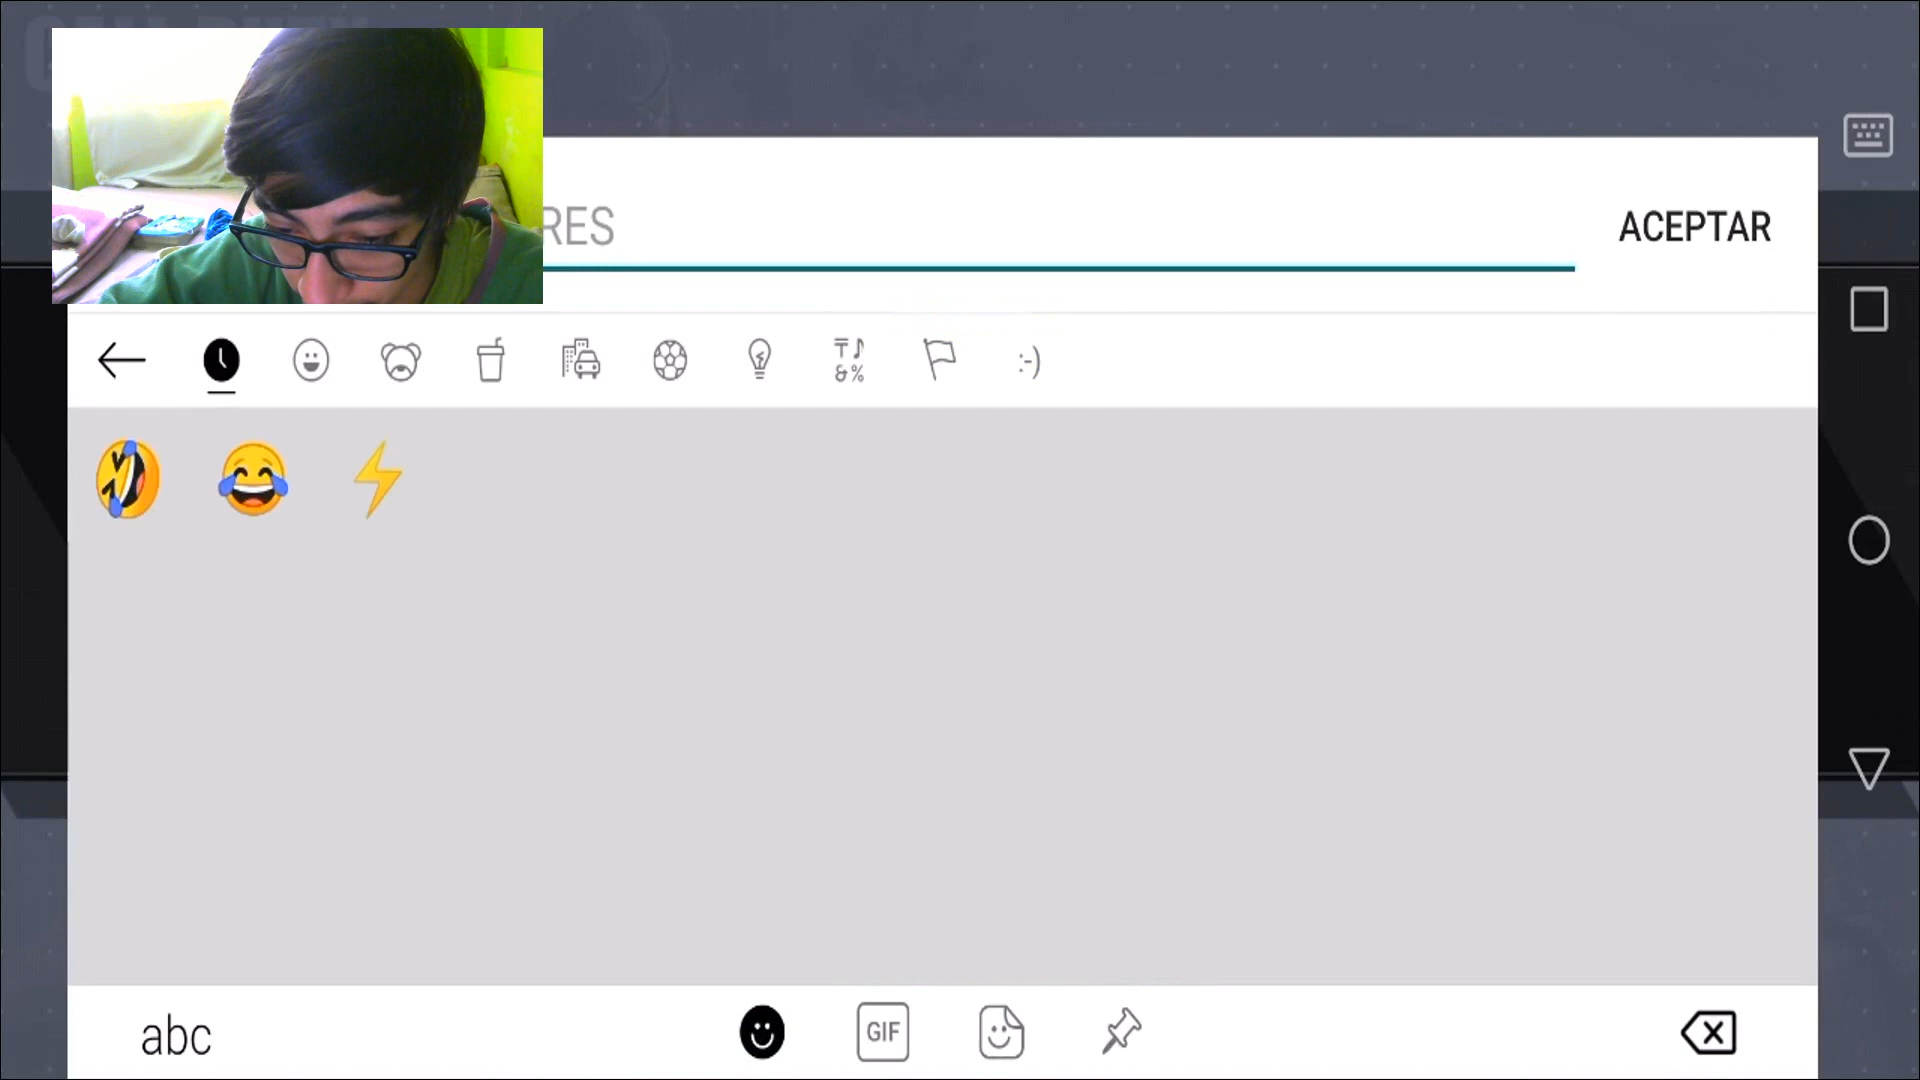 RES
ACEPTAR
:-)
GIF
abc